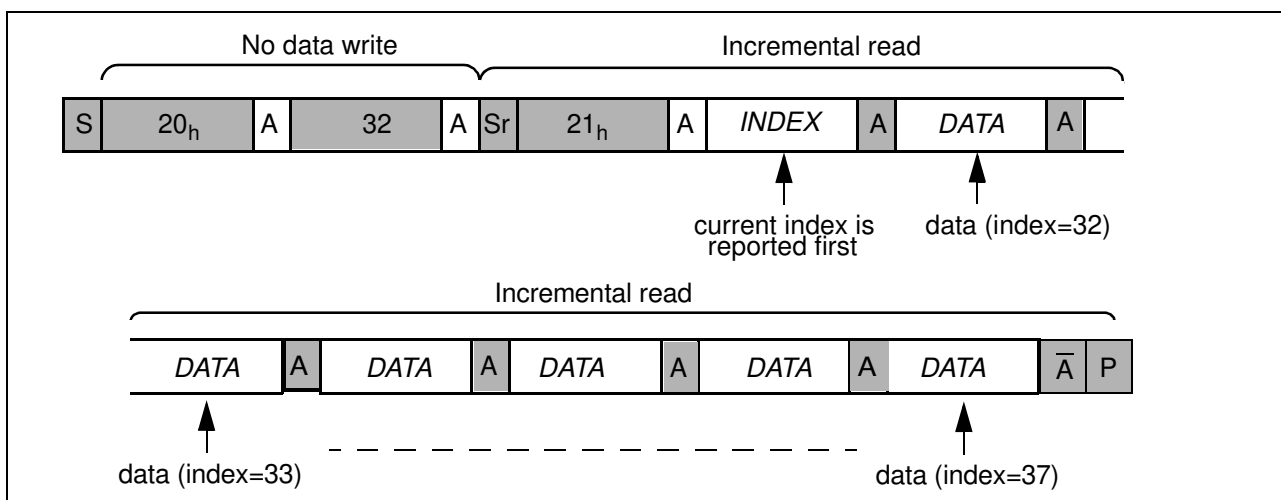 No data write Incremental read
S 20h A 32 A Sr 21h A INDEX A DATA A
current index is reported first data (index=32)
Incremental read
DATA A DATA A DATA A DATA A DATA A̅ P
data (index=33) data (index=37)